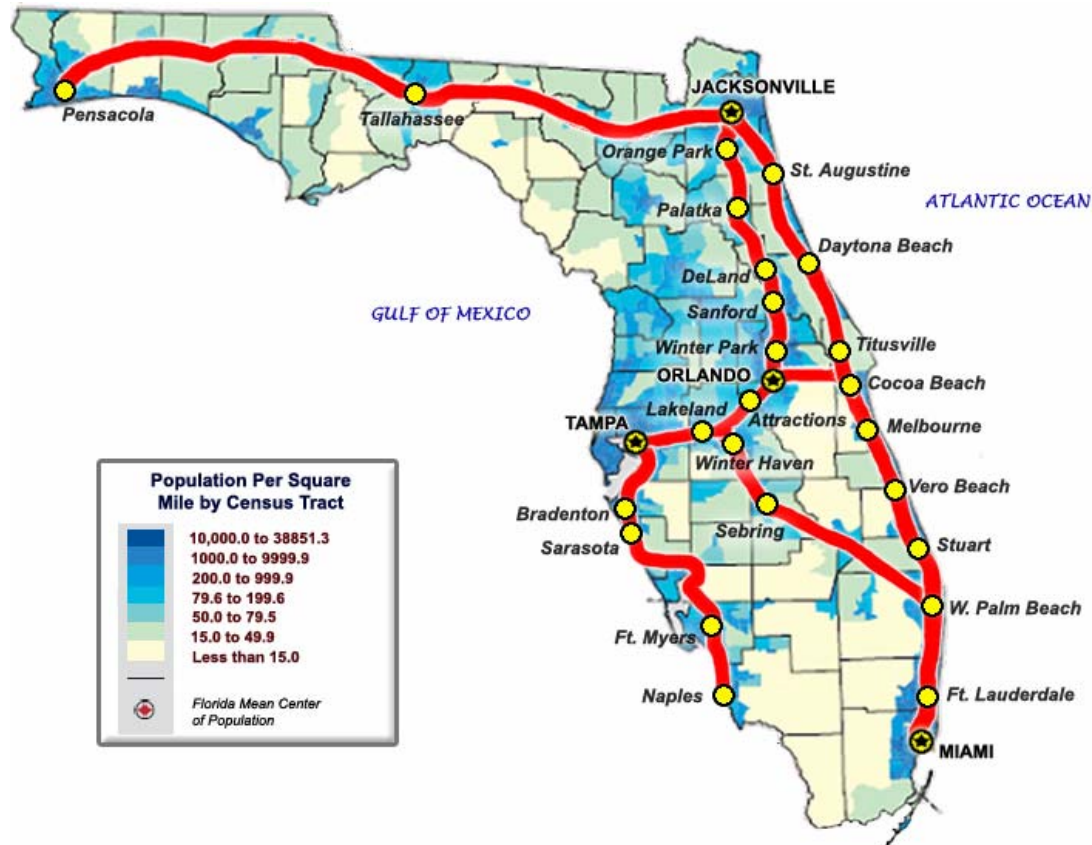 JACKSONVILLE
Pensacola
Tallahassee
Orange Park
St. Augustine
ATLANTIC OCEAN
Palatka
Daytona Beach
DeLand
GULF OF MEXICO
Sanford
Winter Park
Titusville
ORLANDO
Cocoa Beach
Lakeland
Attractions
TAMPA
Melbourne
Winter Haven
Vero Beach
Bradenton
Sebring
Sarasota
Stuart
W. Palm Beach
Ft. Myers
Naples
Ft. Lauderdale
MIAMI
Population Per Square
Mile by Census Tract
10,000.0 to 38851.3
1000.0 to 9999.9
200.0 to 999.9
79.6 to 199.6
50.0 to 79.5
15.0 to 49.9
Less than 15.0
Florida Mean Center
of Population